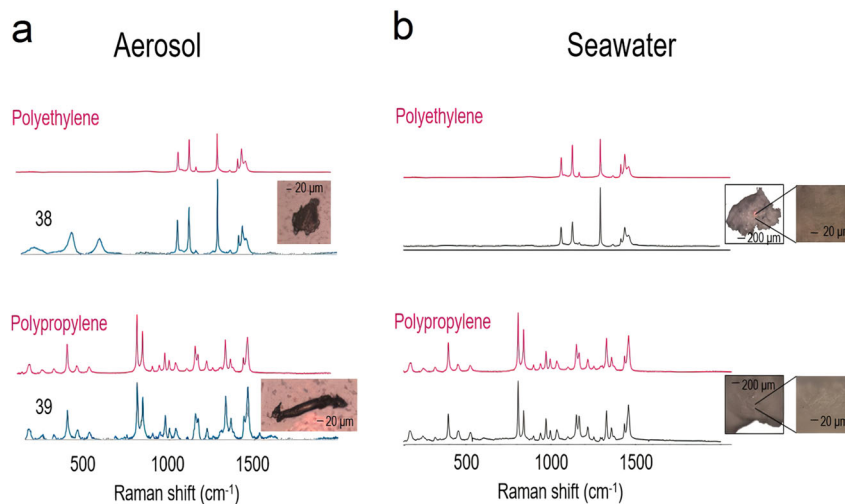 a
Aerosol
Polyethylene
20 µm
38
Polypropylene
39
20 µm
500 1000 1500
Raman shift (cm-1)
b
Seawater
Polyethylene
200 µm
20 µm
Polypropylene
200 µm
20 µm
500 1000 1500
Raman shift (cm-1)